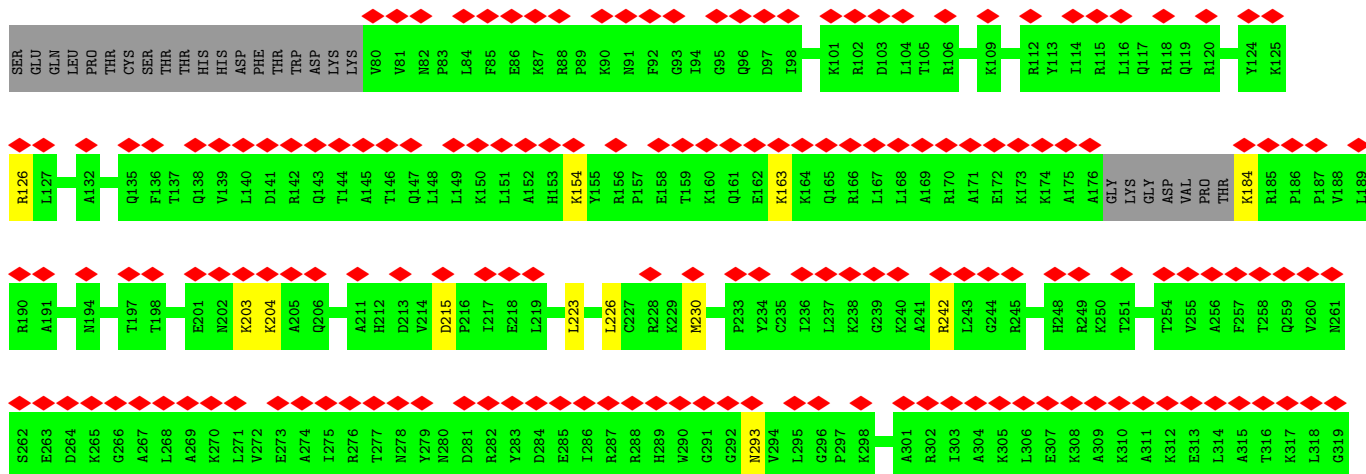 SER GLU GLN LEU PRO THR CYS SER THR THR HIS HIS ASP PHE THR TRP ASP LYS LYS V80 V81 N82 P83 L84 F85 E86 K87 R88 P89 K90 N91 F92 G93 I94 G95 Q96 D97 I98 K101 R102 D103 L104 T105 R106 K109 R112 Y113 I114 R115 L116 Q117 R118 Q119 R120 Y124 K125
R126 L127 A132 Q135 F136 T137 Q138 V139 L140 D141 R142 Q143 T144 A145 T146 Q147 L148 L149 K150 L151 A152 H153 K154 Y155 R156 P157 E158 T159 K160 Q161 E162 K163 K164 Q165 R166 L167 L168 A169 R170 A171 E172 K173 K174 A175 A176 GLY LYS GLY ASP VAL PRO THR K184 R185 P186 P187 V188 L189
R190 A191 N194 T197 T198 E201 N202 K203 K204 A205 Q206 A211 H212 D213 V214 D215 P216 I217 E218 L219 L223 L226 C227 R228 K229 M230 P233 Y234 C235 I236 L237 K238 G239 K240 A241 R242 L243 G244 R245 H248 R249 K250 T251 T254 V255 A256 F257 T258 Q259 V260 N261
S262 E263 D264 K265 G266 A267 L268 A269 K270 L271 V272 E273 A274 I275 R276 T277 N278 Y279 N280 D281 R282 Y283 D284 E285 I286 R287 R288 H289 W290 G291 G292 N293 V294 L295 G296 P297 K298 A301 R302 I303 A304 K305 L306 E307 K308 A309 K310 A311 K312 E313 L314 A315 T316 K317 L318 G319